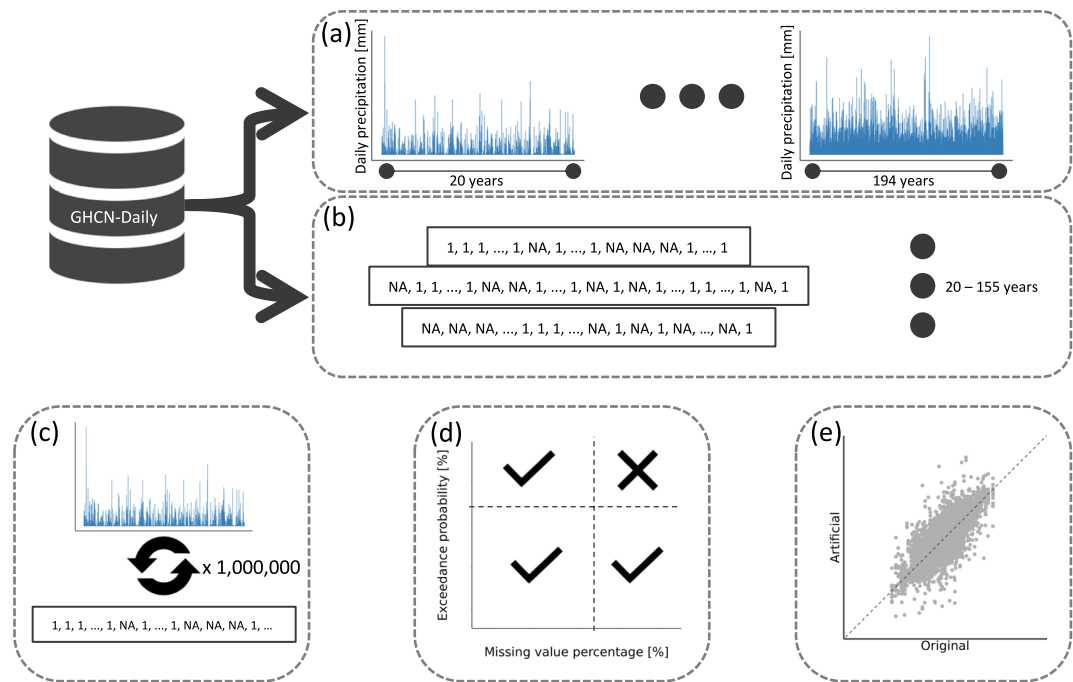 GHCN-Daily
(a)
Daily precipitation [mm]
20 years
Daily precipitation [mm]
194 years
(b)
1, 1, 1, ..., 1, NA, 1, ..., 1, NA, NA, NA, 1, ..., 1
NA, 1, 1, ..., 1, NA, NA, 1, ..., 1, NA, 1, NA, 1, ..., 1, 1, ..., 1, NA, 1
NA, NA, NA, ..., 1, 1, 1, ..., NA, 1, NA, 1, NA, ..., NA, 1
20 – 155 years
(c)
x 1,000,000
1, 1, 1, ..., 1, NA, 1, ..., 1, NA, NA, NA, 1, ...
(d)
Exceedance probability [%]
Missing value percentage [%]
(e)
Artificial
Original